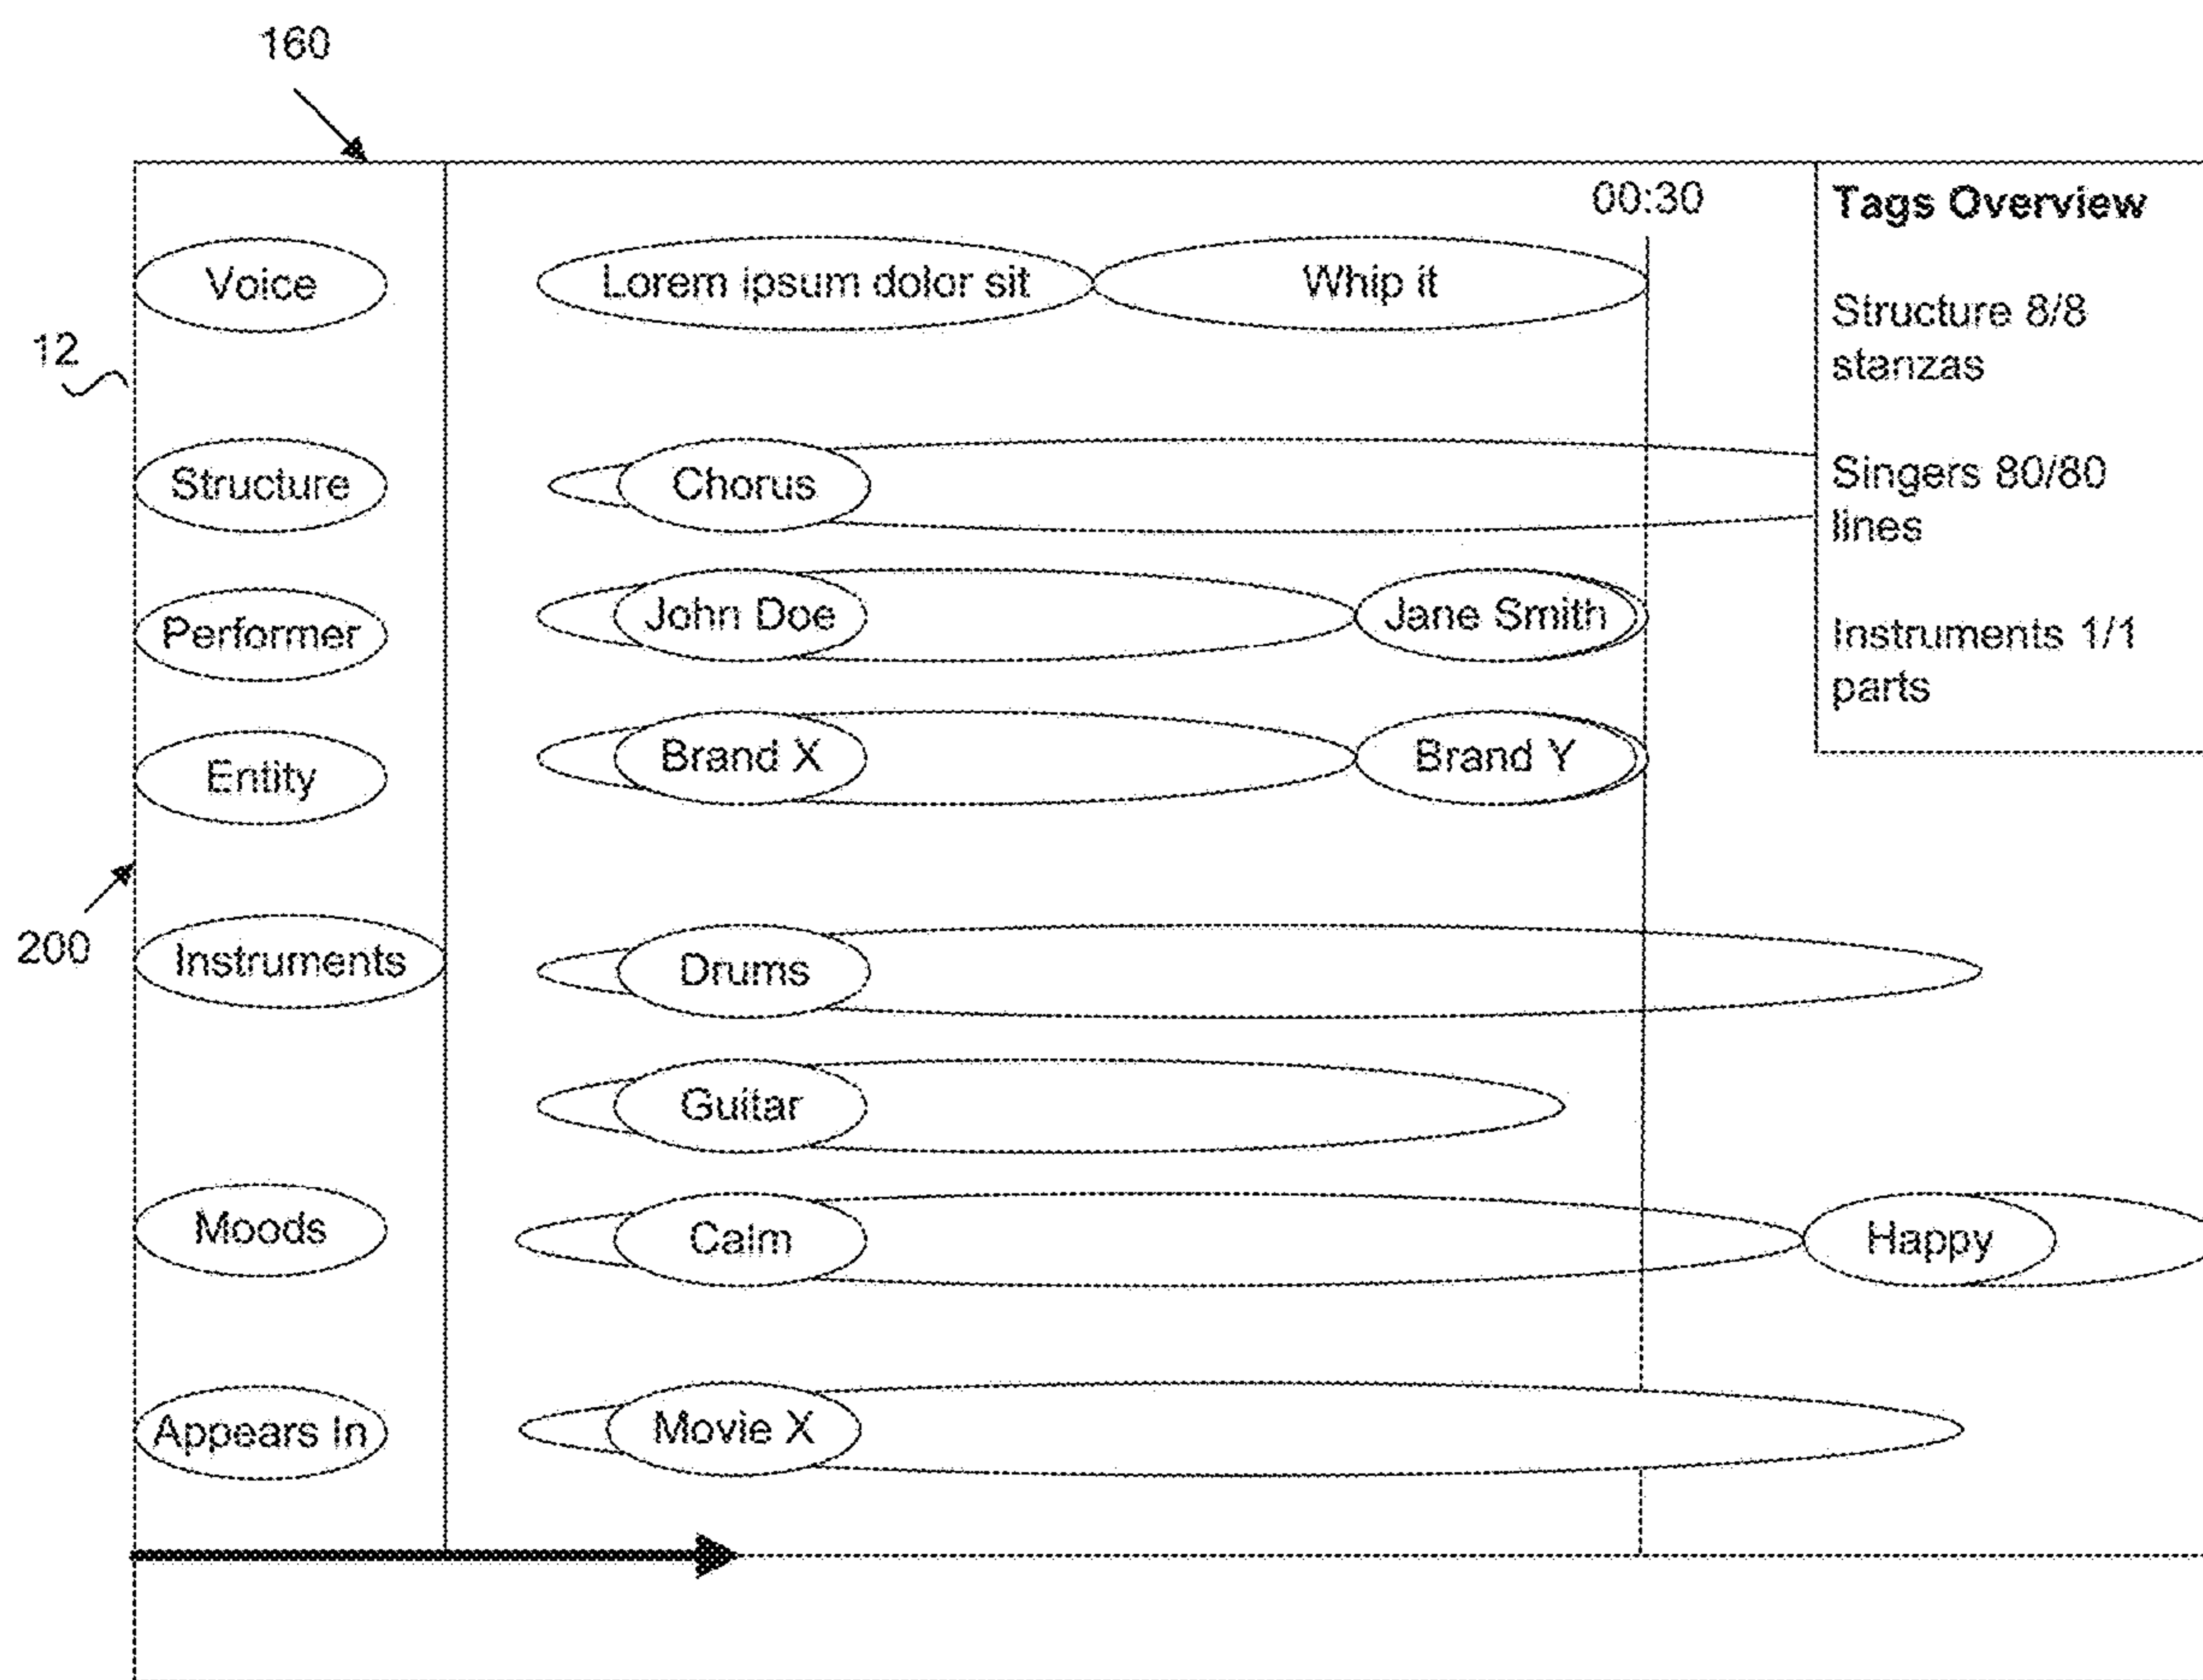 160
00:30
Tags Overview
Voice
Lorem ipsum dolor sit
Whip it
Structure 8/8
stanzas
12
Structure
Chorus
Singers 80/80
lines
Performer
John Doe
Jane Smith
Instruments 1/1
parts
Entity
Brand X
Brand Y
200
Instruments
Drums
Guitar
Moods
Calm
Happy
Appears In
Movie X